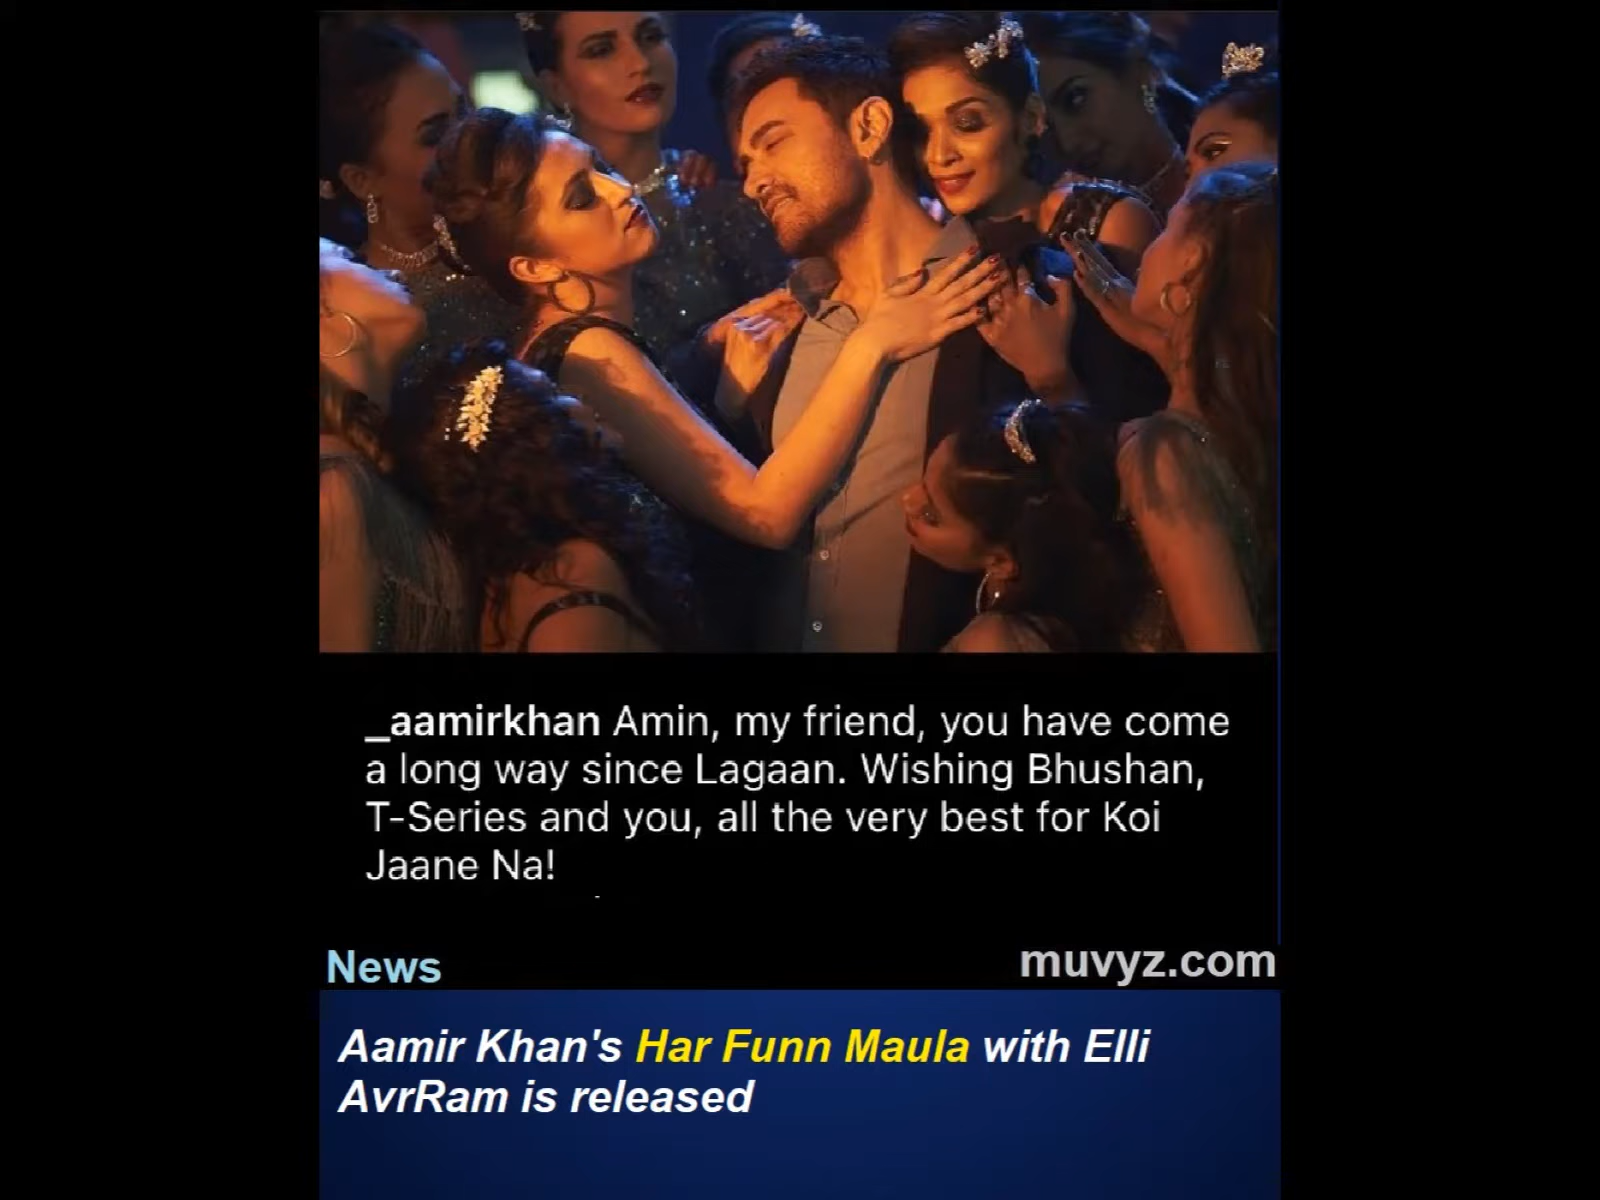 _aamirkhan Amin, my friend, you have come
a long way since Lagaan. Wishing Bhushan,
T-Series and you, all the very best for Koi
Jaane Na!
News
muvyz.com
Aamir Khan's Har Funn Maula with Elli
AvrRam is released